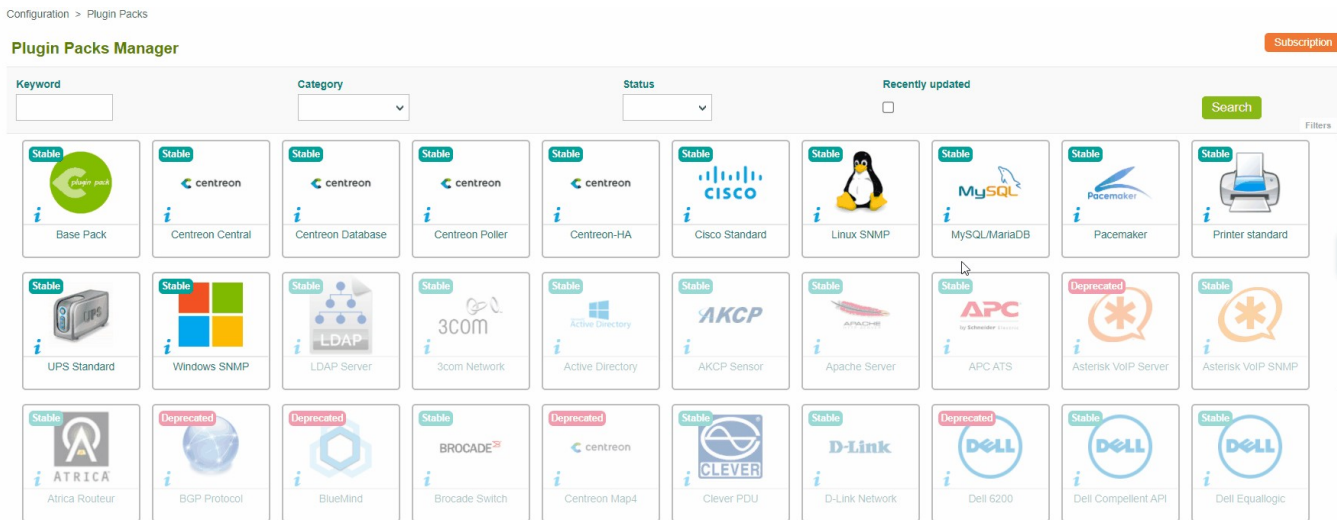 Configuration > Plugin Packs
Plugin Packs Manager
Subscription
Keyword
Category
Status
Recently updated
Search
Filters
Stable
Stable
Stable
Stable
Stable
Stable
Stable
Stable
Stable
Stable
plugin pack
centreon
centreon
centreon
centreon
CISCO
MySQL
Pacemaker
Base Pack
Centreon Central
Centreon Database
Centreon Poller
Centreon-HA
Cisco Standard
Linux SNMP
MySQL/MariaDB
Pacemaker
Printer standard
Stable
Stable
Stable
Stable
Stable
Stable
Stable
Stable
Deprecated
Stable
UPS
LDAP
3COM
Active Directory
AKCP
APACHE
APC
by Schneider Electric
UPS Standard
Windows SNMP
LDAP Server
3com Network
Active Directory
AKCP Sensor
Apache Server
APC ATS
Asterisk VoIP Server
Asterisk VoIP SNMP
Stable
Deprecated
Deprecated
Stable
Deprecated
Stable
Stable
Deprecated
Stable
Stable
ATRICA
BROCADE
centreon
CLEVER
D-Link
DELL
DELL
DELL
Atrica Routeur
BGP Protocol
BlueMind
Brocade Switch
Centreon Map4
Clever PDU
D-Link Network
Dell 6200
Dell Compellent API
Dell Equallogic